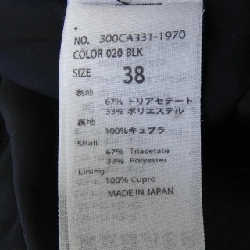 NO. 300CA331-1970
COLOR 020 BLK
SIZE 38
表地
67% トリアセテート
33% ポリエステル
裏地
100%キュプラ
Shell
67% Triacetate
33% Polyester
Lining
100% Cupro
MADE IN JAPAN